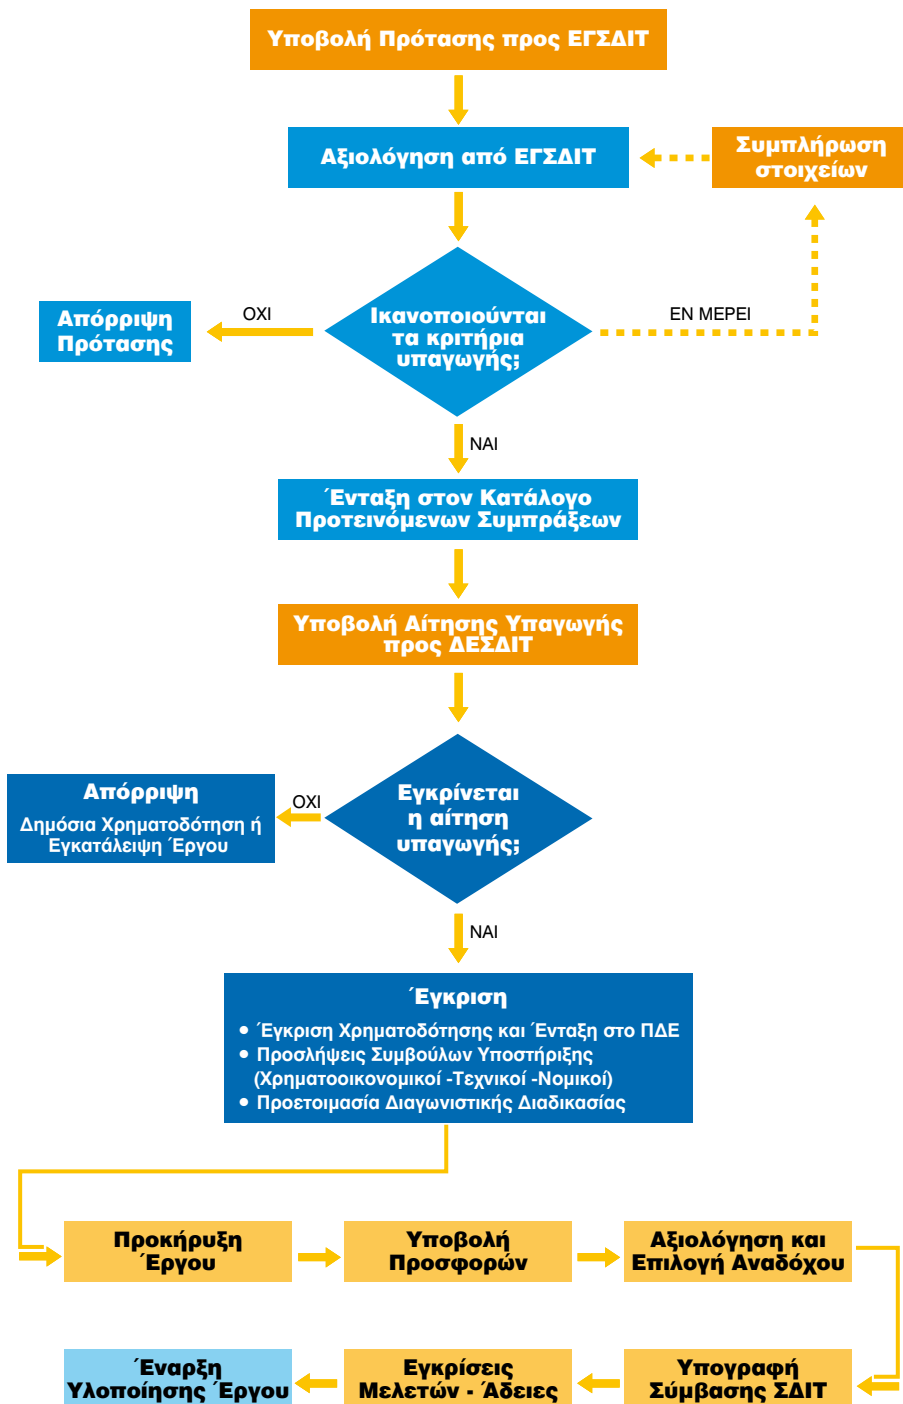 Υποβολή Πρότασης προς ΕΓΣΔΙΤ
Αξιολόγηση από ΕΓΣΔΙΤ
Συμπλήρωση
στοιχείων
Ικανοποιούνται
τα κριτήρια
υπαγωγής;
ΟΧΙ
Απόρριψη
Πρότασης
ΕΝ ΜΕΡΕΙ
ΝΑΙ
Ένταξη στον Κατάλογο
Προτεινόμενων Συμπράξεων
Υποβολή Αίτησης Υπαγωγής
προς ΔΕΣΔΙΤ
Εγκρίνεται
η αίτηση
υπαγωγής;
ΟΧΙ
Απόρριψη
Δημόσια Χρηματοδότηση ή
Εγκατάλειψη Έργου
ΝΑΙ
Έγκριση
• Έγκριση Χρηματοδότησης και Ένταξη στο ΠΔΕ
• Προσλήψεις Συμβούλων Υποστήριξης
(Χρηματοοικονομικοί -Τεχνικοί -Νομικοί)
• Προετοιμασία Διαγωνιστικής Διαδικασίας
Προκήρυξη
Έργου
Υποβολή
Προσφορών
Αξιολόγηση και
Επιλογή Αναδόχου
Υπογραφή
Σύμβασης ΣΔΙΤ
Εγκρίσεις
Μελετών - Άδειες
Έναρξη
Υλοποίησης Έργου